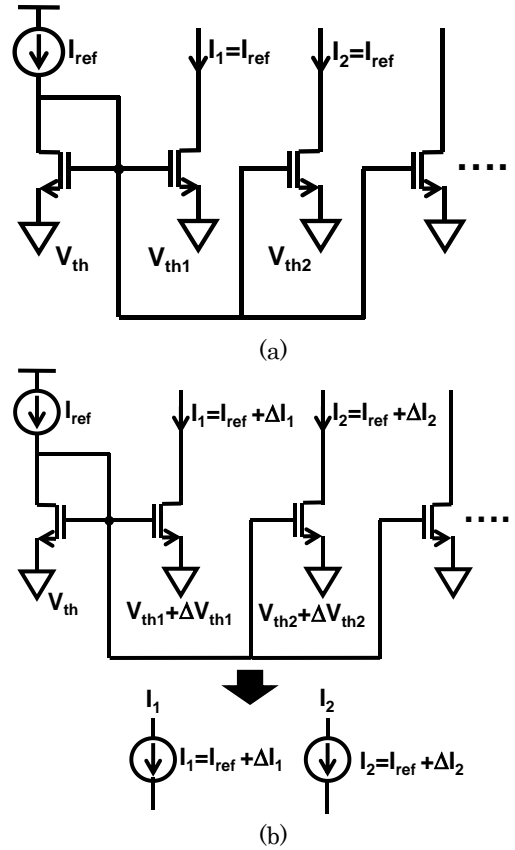 I_ref
I_1=I_ref
I_2=I_ref
....
V_th
V_th1
V_th2
(a)
I_ref
I_1=I_ref +ΔI_1
I_2=I_ref +ΔI_2
....
V_th
V_th1+ΔV_th1
V_th2+ΔV_th2
I_1
I_2
I_1=I_ref +ΔI_1
I_2=I_ref +ΔI_2
(b)